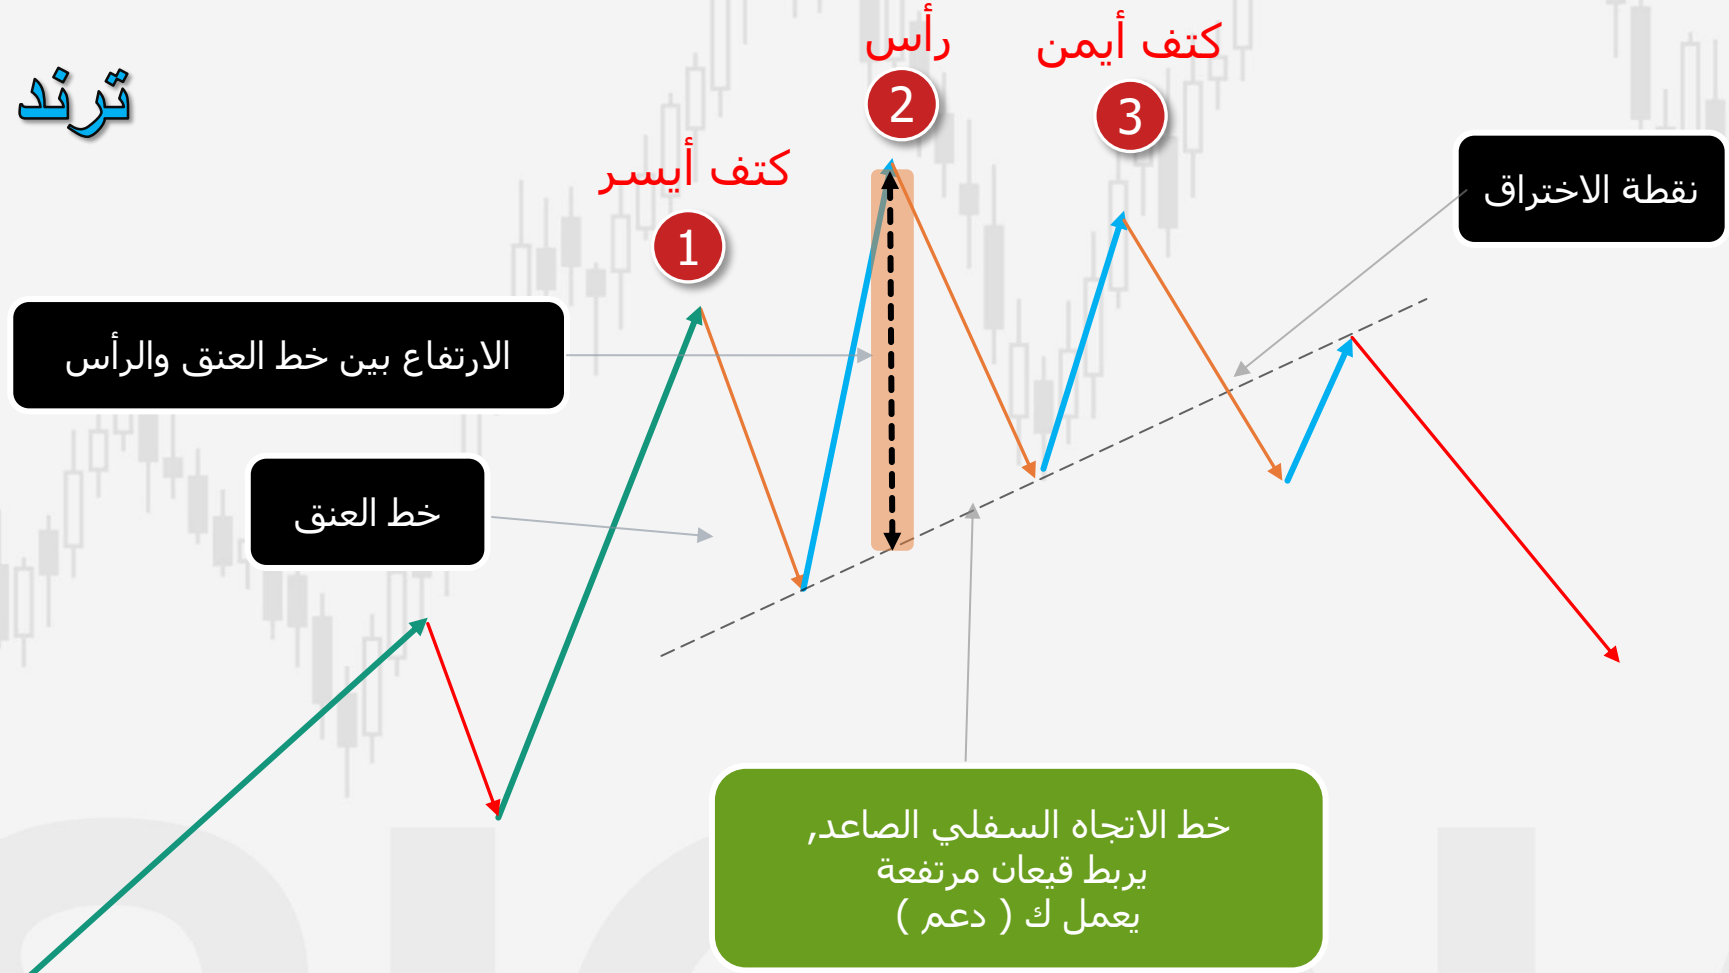 ترند
رأس
2
كتف أيمن
3
كتف أيسر
1
نقطة الاختراق
الارتفاع بين خط العنق والرأس
خط العنق
خط الاتجاه السفلي الصاعد,
يربط قيعان مرتفعة
يعمل ك ( دعم )